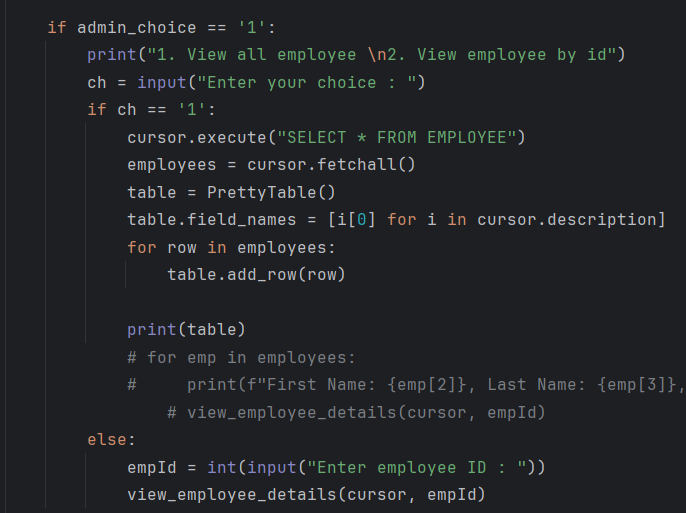 if admin_choice == '1':
    print("1. View all employee \n2. View employee by id")
    ch = input("Enter your choice : ")
    if ch == '1':
        cursor.execute("SELECT * FROM EMPLOYEE")
        employees = cursor.fetchall()
        table = PrettyTable()
        table.field_names = [i[0] for i in cursor.description]
        for row in employees:
            table.add_row(row)
        print(table)
        # for emp in employees:
        #     print(f"First Name: {emp[2]}, Last Name: {emp[3]},
            # view_employee_details(cursor, empId)
    else:
        empId = int(input("Enter employee ID : "))
        view_employee_details(cursor, empId)